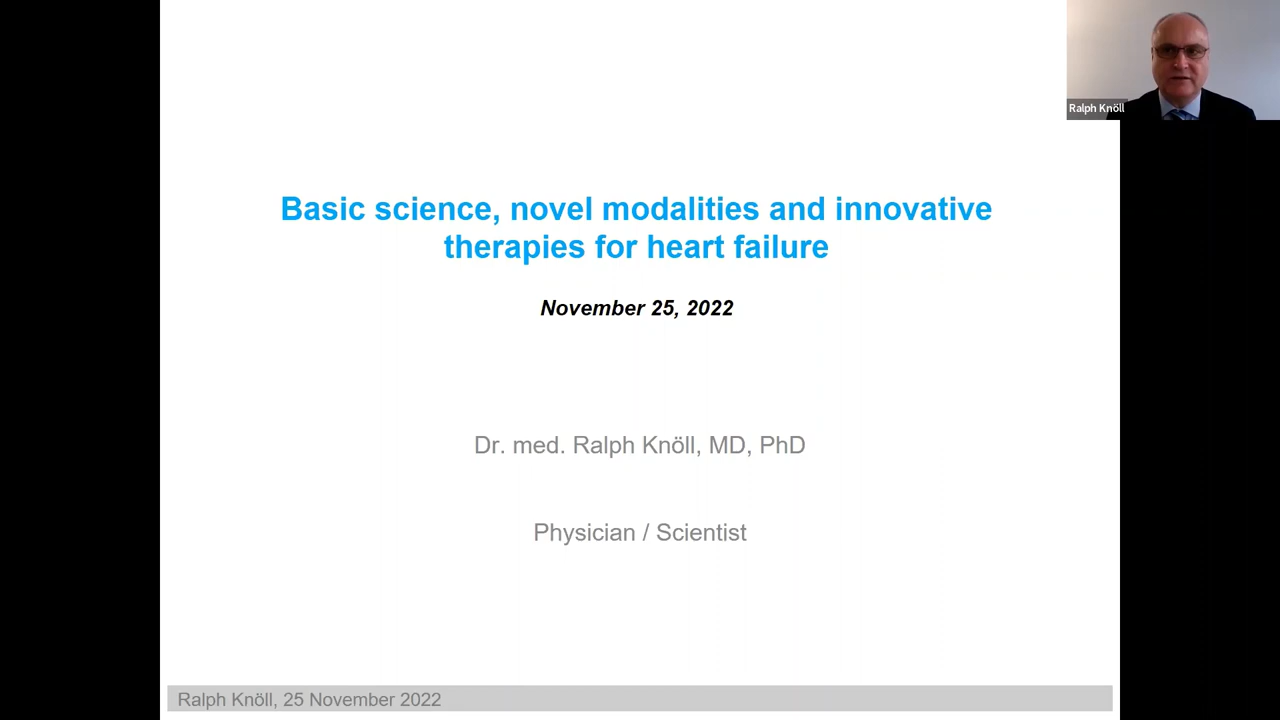 Ralph Knöll
Basic science, novel modalities and innovative
therapies for heart failure
November 25, 2022
Dr. med. Ralph Knöll, MD, PhD
Physician / Scientist
Ralph Knöll, 25 November 2022